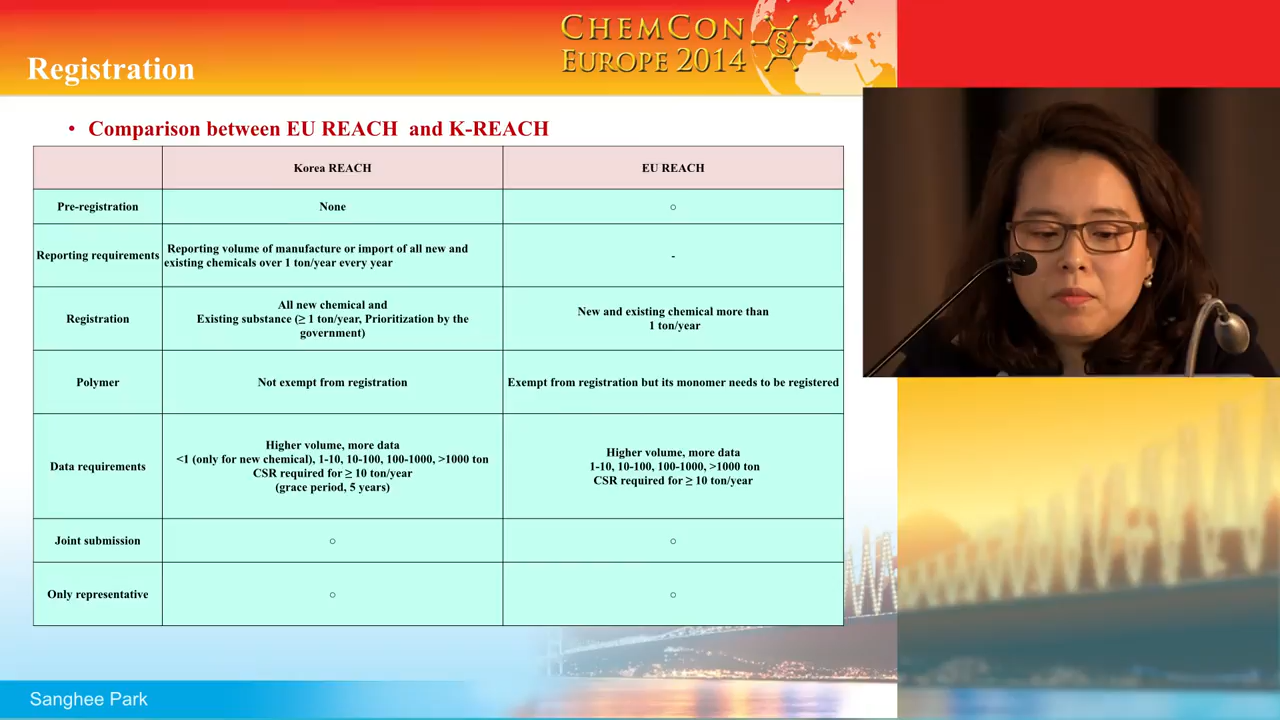 CHEMCON
EUROPE 2014
§
Registration
• Comparison between EU REACH and K-REACH
Korea REACH
EU REACH
Pre-registration
None
○
Reporting requirements
Reporting volume of manufacture or import of all new and
existing chemicals over 1 ton/year every year
-
Registration
All new chemical and
Existing substance (≥ 1 ton/year, Prioritization by the
government)
New and existing chemical more than
1 ton/year
Polymer
Not exempt from registration
Exempt from registration but its monomer needs to be registered
Data requirements
Higher volume, more data
<1 (only for new chemical), 1-10, 10-100, 100-1000, >1000 ton
CSR required for ≥ 10 ton/year
(grace period, 5 years)
Higher volume, more data
1-10, 10-100, 100-1000, >1000 ton
CSR required for ≥ 10 ton/year
Joint submission
○
○
Only representative
○
○
Sanghee Park